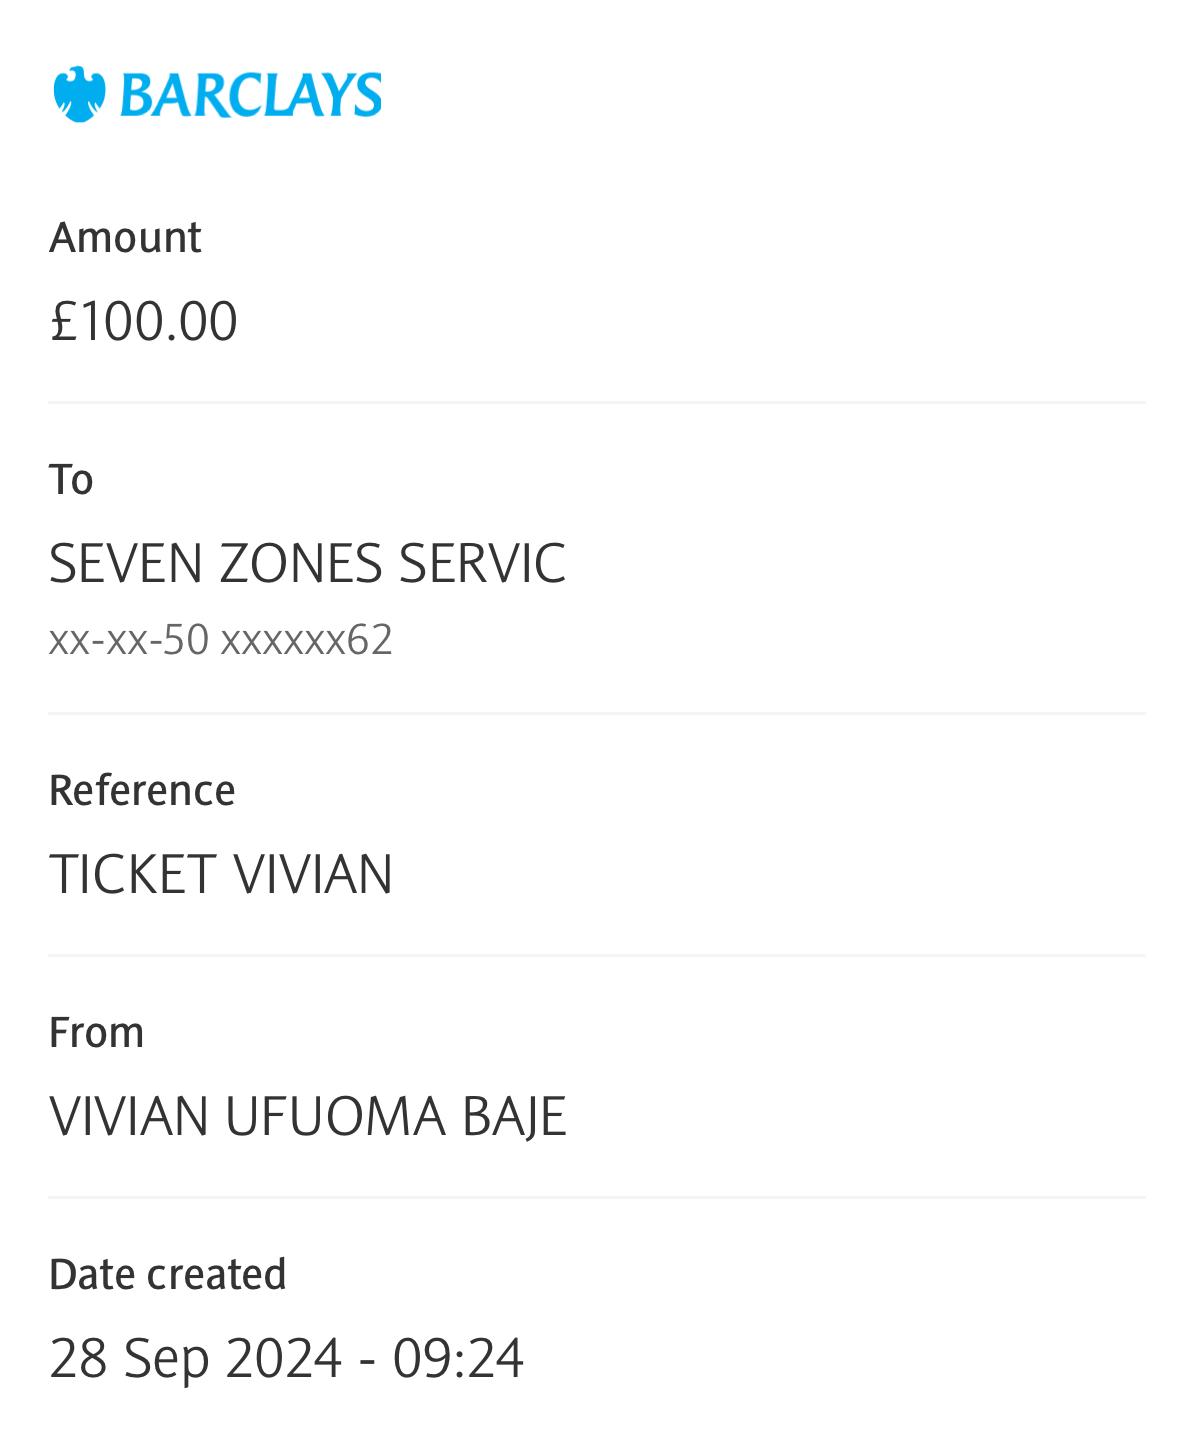 BARCLAYS
Amount
£100.00
To
SEVEN ZONES SERVIC
xx-xx-50 xxxxxx62
Reference
TICKET VIVIAN
From
VIVIAN UFUOMA BAJE
Date created
28 Sep 2024 - 09:24